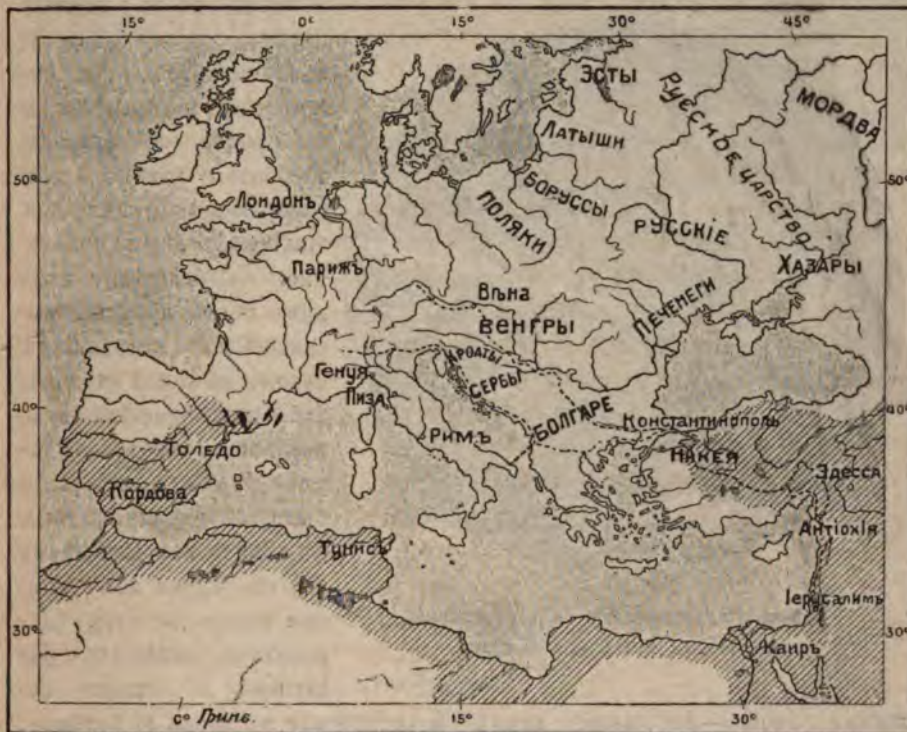 15° 0° 15° 30° 45°
ЭСТЫ
РУССКОЕ ЦАРСТВО
МОРДВА
ЛАТЫШИ
50° 50°
БОРУССЫ
ЛОНДОНЪ
ПОЛЯКИ
РУССКІЕ
ПАРИЖЪ
ХАЗАРЫ
ВѢНА
ПЕЧЕНЕГИ
ВЕНГРЫ
КРОАТЫ
ГЕНУЯ
СЕРБЫ
ПИЗА
40° 40°
КОНСТАНТИНОПОЛЬ
РИМЪ
БОЛГАРЕ
ТОЛЕДО
НИКЕЯ
ЭДЕССА
КОРДОВА
АНТІОХІЯ
ТУНИСЪ
ІЕРУСАЛИМЪ
30° 30°
КАИРЪ
0° Гринв. 15° 30°